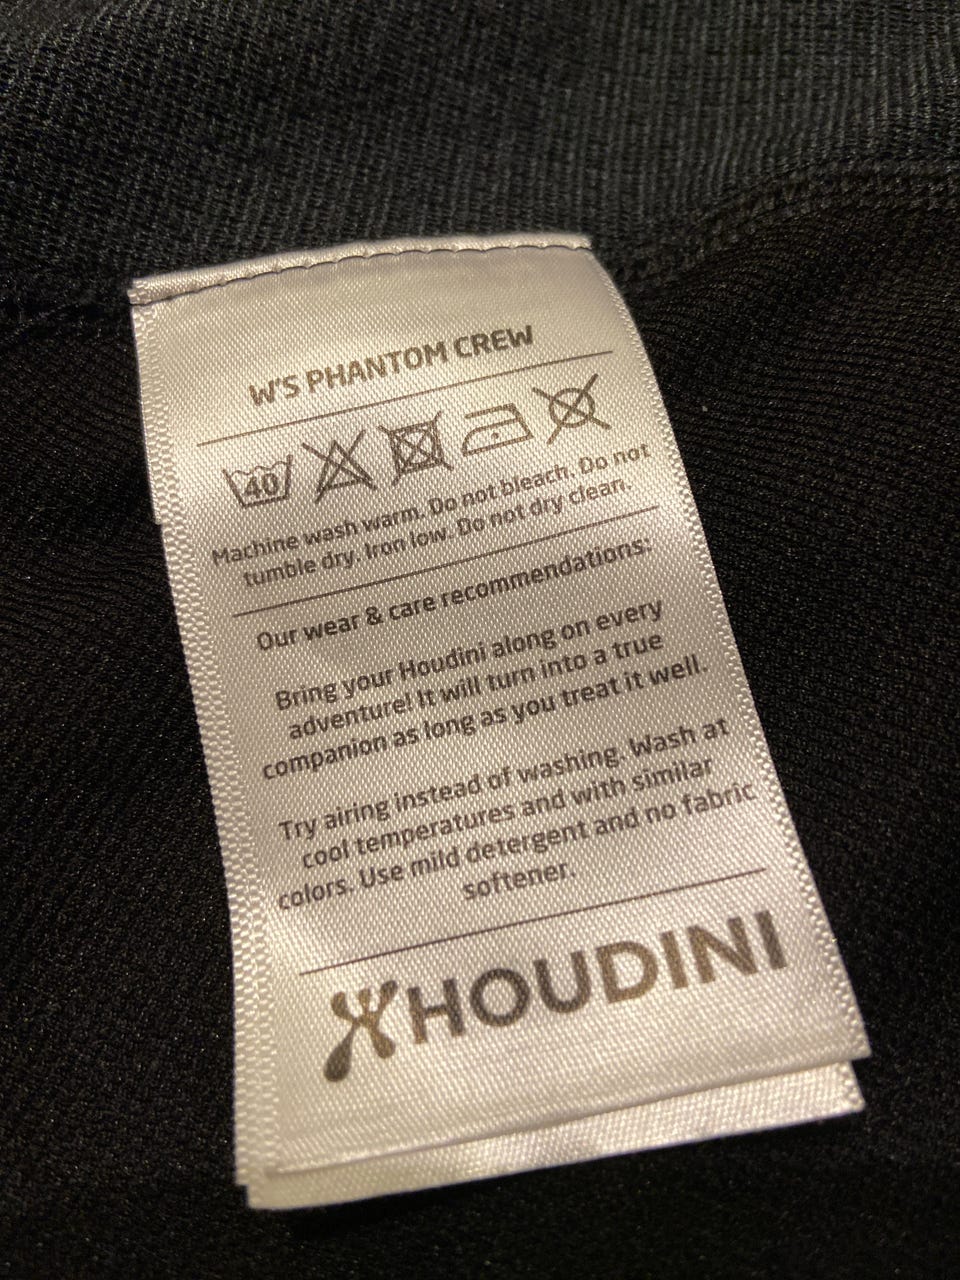 W'S PHANTOM CREW
40
Machine wash warm. Do not bleach. Do not
tumble dry. Iron low. Do not dry clean.
Our wear & care recommendations:
Bring your Houdini along on every
adventure! It will turn into a true
companion as long as you treat it well.
Try airing instead of washing. Wash at
cool temperatures and with similar
colors. Use mild detergent and no fabric
softener.
HOUDINI